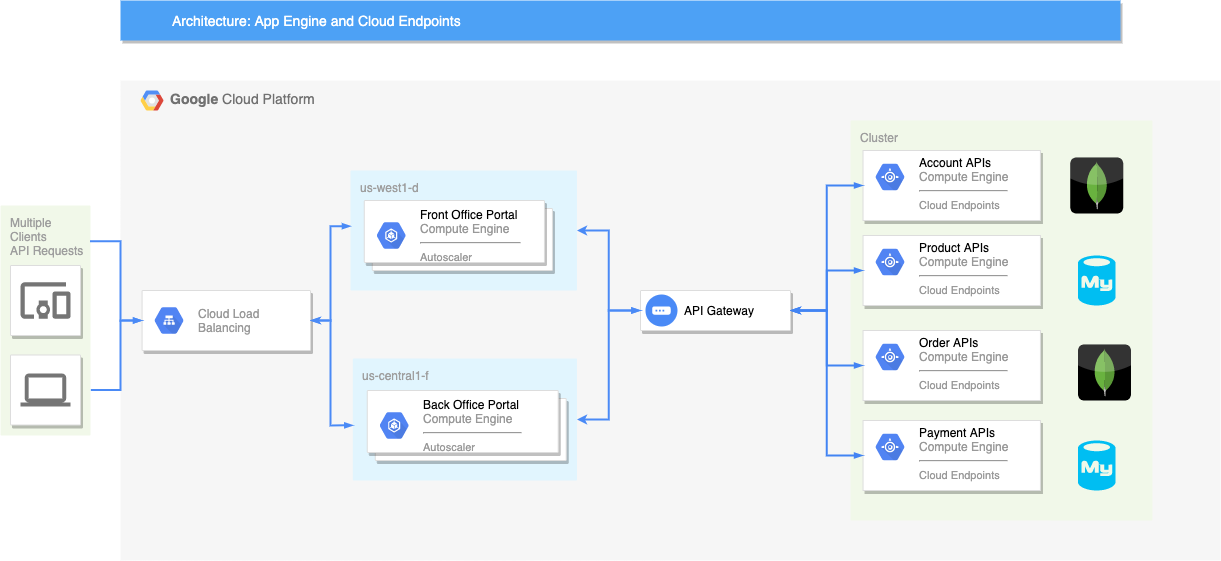 Architecture: App Engine and Cloud Endpoints
Google Cloud Platform
Multiple
Clients
API Requests
Cloud Load
Balancing
us-west1-d
Front Office Portal
Compute Engine
Autoscaler
us-central1-f
Back Office Portal
Compute Engine
Autoscaler
API Gateway
Cluster
Account APIs
Compute Engine
Cloud Endpoints
Product APIs
Compute Engine
Cloud Endpoints
My
Order APIs
Compute Engine
Cloud Endpoints
Payment APIs
Compute Engine
Cloud Endpoints
My